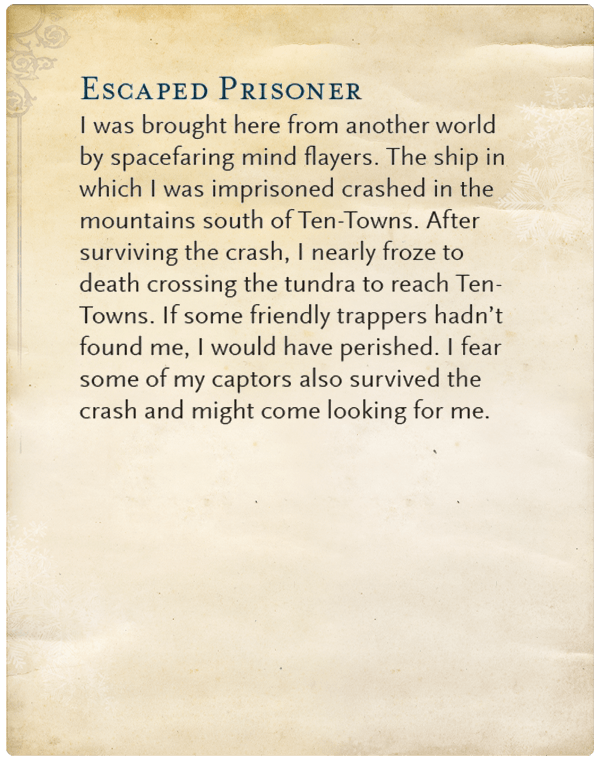 Escaped Prisoner
I was brought here from another world
by spacefaring mind flayers. The ship in
which I was imprisoned crashed in the
mountains south of Ten-Towns. After
surviving the crash, I nearly froze to
death crossing the tundra to reach Ten-
Towns. If some friendly trappers hadn’t
found me, I would have perished. I fear
some of my captors also survived the
crash and might come looking for me.